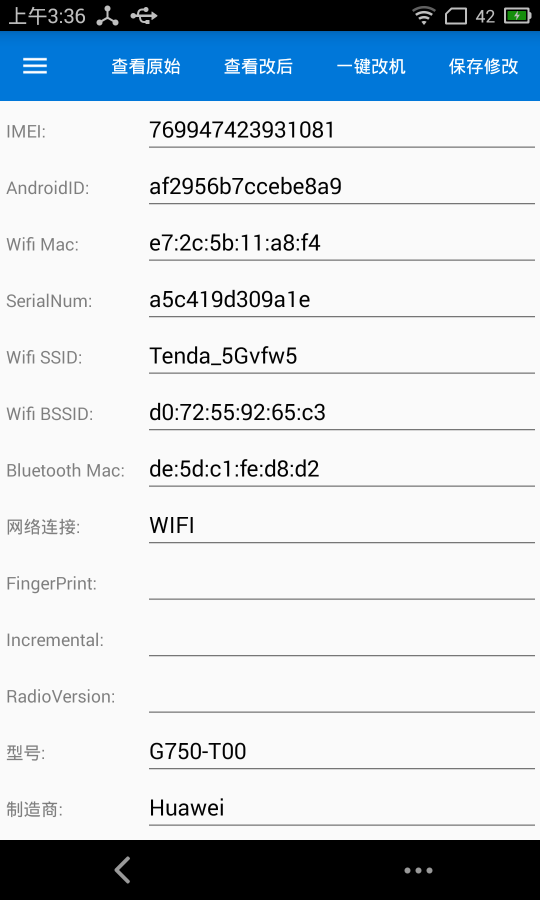 上午3:36 42
查看原始 查看改后 一键改机 保存修改
IMEI: 769947423931081
AndroidID: af2956b7ccebe8a9
Wifi Mac: e7:2c:5b:11:a8:f4
SerialNum: a5c419d309a1e
Wifi SSID: Tenda_5Gvfw5
Wifi BSSID: d0:72:55:92:65:c3
Bluetooth Mac: de:5d:c1:fe:d8:d2
网络连接: WIFI
FingerPrint:
Incremental:
RadioVersion:
型号: G750-T00
制造商: Huawei